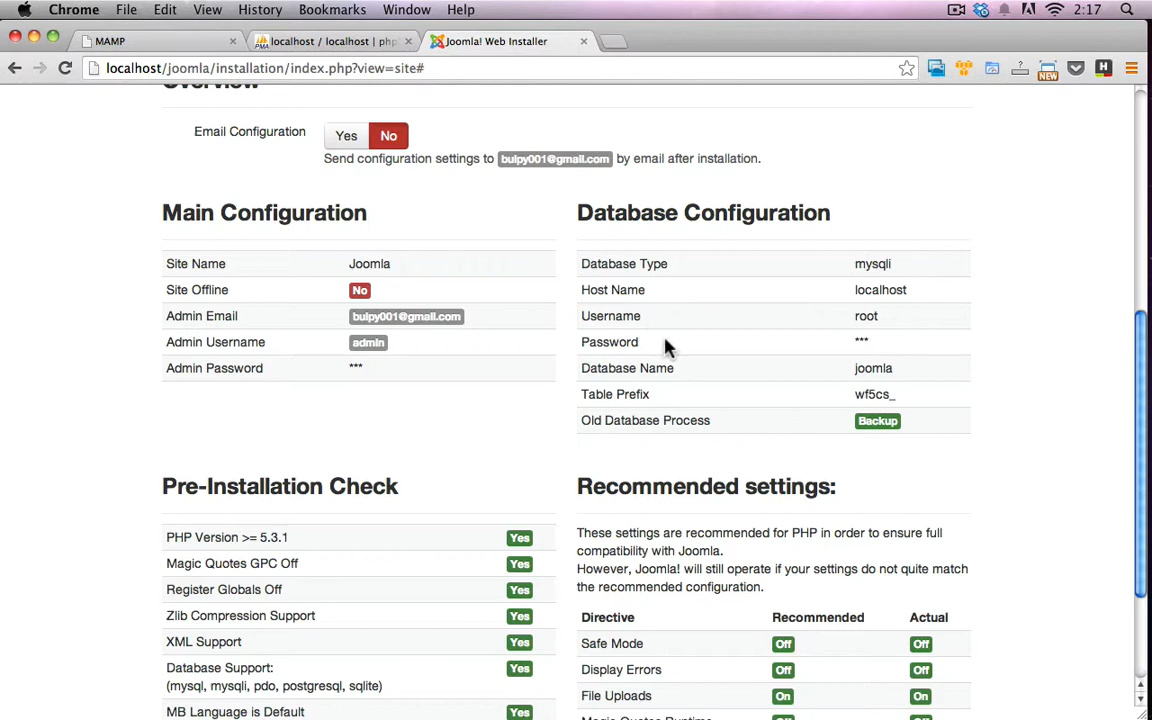 Chrome File Edit View History Bookmarks Window Help 2:17
MAMP
localhost / localhost | php
Joomla! Web Installer
localhost/joomla/installation/index.php?view=site#
NEW
H
Overview
Email Configuration Yes No
Send configuration settings to bulpy001@gmail.com by email after installation.
Main Configuration
Site Name Joomla
Site Offline No
Admin Email bulpy001@gmail.com
Admin Username admin
Admin Password ***
Database Configuration
Database Type mysqli
Host Name localhost
Username root
Password ***
Database Name joomla
Table Prefix wf5cs_
Old Database Process Backup
Pre-Installation Check
PHP Version >= 5.3.1 Yes
Magic Quotes GPC Off Yes
Register Globals Off Yes
Zlib Compression Support Yes
XML Support Yes
Database Support: Yes
(mysql, mysqli, pdo, postgresql, sqlite)
MB Language is Default Yes
Recommended settings:
These settings are recommended for PHP in order to ensure full
compatibility with Joomla.
However, Joomla! will still operate if your settings do not quite match
the recommended configuration.
Directive Recommended Actual
Safe Mode Off Off
Display Errors Off Off
File Uploads On On
Magic Quotes Runtime